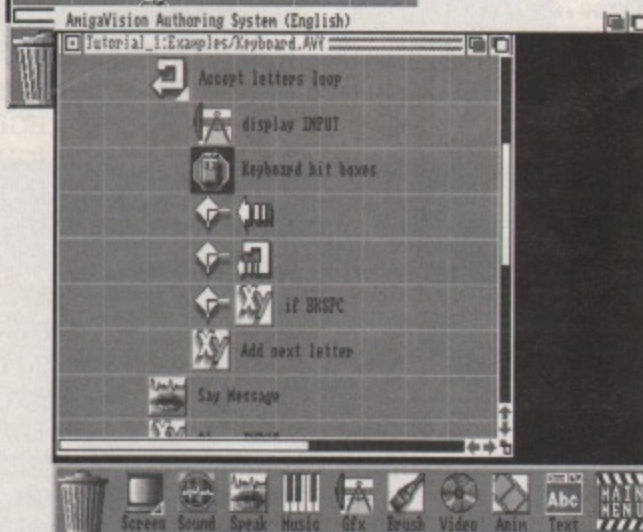 AmigaVision Authoring System (English)
Tutorial_1:Examples/Keyboard.AVf
Accept letters loop
display INPUT
Keyboard hit boxes
if BKSPC
Add next letter
Say Message
Screen Sound Speak Music Gfx Brush Video Anim Text
Abc
MAIN
MENU